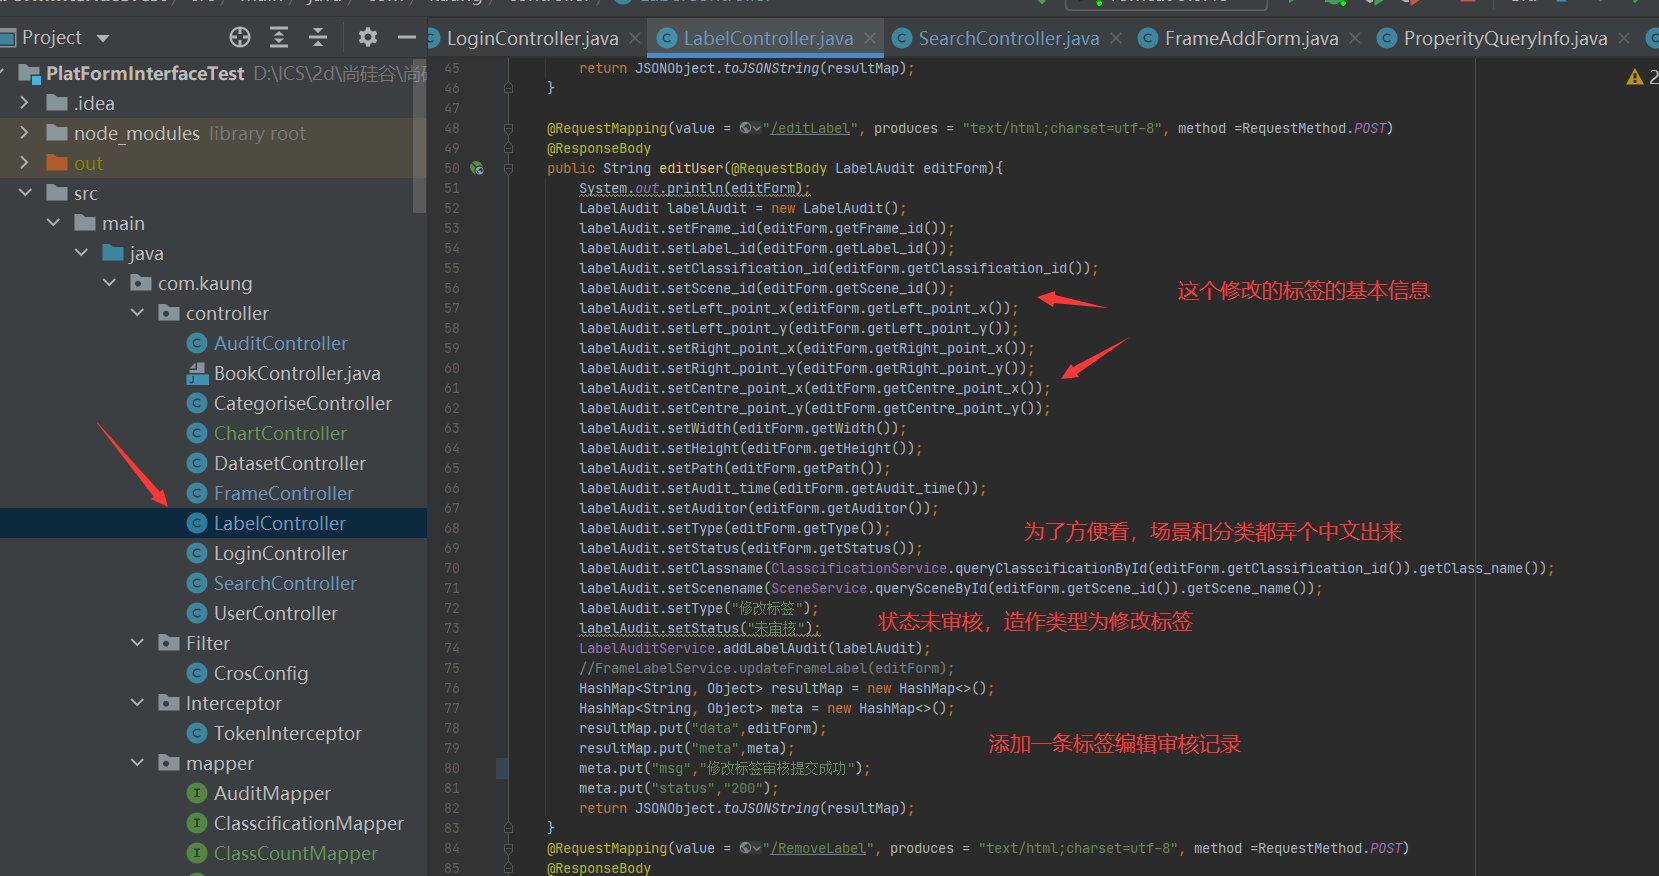 Project
LoginController.java
LabelController.java
SearchController.java
FrameAddForm.java
ProperityQueryInfo.java
PlatFormInterfaceTest D:\ICS\2d\尚硅谷\尚硅
.idea
node_modules library root
out
src
main
java
com.kaung
controller
AuditController
BookController.java
CategoriseController
ChartController
DatasetController
FrameController
LabelController
LoginController
SearchController
UserController
Filter
CrosConfig
Interceptor
TokenInterceptor
mapper
AuditMapper
ClasscificationMapper
ClassCountMapper
45 return JSONObject.toJSONString(resultMap);
46 }
47
48 @RequestMapping(value = "/editLabel", produces = "text/html;charset=utf-8", method =RequestMethod.POST)
49 @ResponseBody
50 public String editUser(@RequestBody LabelAudit editForm){
51 System.out.println(editForm);
52 LabelAudit labelAudit = new LabelAudit();
53 labelAudit.setFrame_id(editForm.getFrame_id());
54 labelAudit.setLabel_id(editForm.getLabel_id());
55 labelAudit.setClassification_id(editForm.getClassification_id());
56 labelAudit.setScene_id(editForm.getScene_id());
57 labelAudit.setLeft_point_x(editForm.getLeft_point_x());
58 labelAudit.setLeft_point_y(editForm.getLeft_point_y());
59 labelAudit.setRight_point_x(editForm.getRight_point_x());
60 labelAudit.setRight_point_y(editForm.getRight_point_y());
61 labelAudit.setCentre_point_x(editForm.getCentre_point_x());
62 labelAudit.setCentre_point_y(editForm.getCentre_point_y());
63 labelAudit.setWidth(editForm.getWidth());
64 labelAudit.setHeight(editForm.getHeight());
65 labelAudit.setPath(editForm.getPath());
66 labelAudit.setAudit_time(editForm.getAudit_time());
67 labelAudit.setAuditor(editForm.getAuditor());
68 labelAudit.setType(editForm.getType());
69 labelAudit.setStatus(editForm.getStatus());
70 labelAudit.setClassname(ClasscificationService.queryClasscificationById(editForm.getClassification_id()).getClass_name());
71 labelAudit.setScenename(SceneService.querySceneById(editForm.getScene_id()).getScene_name());
72 labelAudit.setType("修改标签");
73 labelAudit.setStatus("未审核");
74 LabelAuditService.addLabelAudit(labelAudit);
75 //FrameLabelService.updateFrameLabel(editForm);
76 HashMap<String, Object> resultMap = new HashMap<>();
77 HashMap<String, Object> meta = new HashMap<>();
78 resultMap.put("data",editForm);
79 resultMap.put("meta",meta);
80 meta.put("msg","修改标签审核提交成功");
81 meta.put("status","200");
82 return JSONObject.toJSONString(resultMap);
83 }
84 @RequestMapping(value = "/RemoveLabel", produces = "text/html;charset=utf-8", method =RequestMethod.POST)
85 @ResponseBody
这个修改的标签的基本信息
为了方便看，场景和分类都弄个中文出来
状态未审核，造作类型为修改标签
添加一条标签编辑审核记录
2